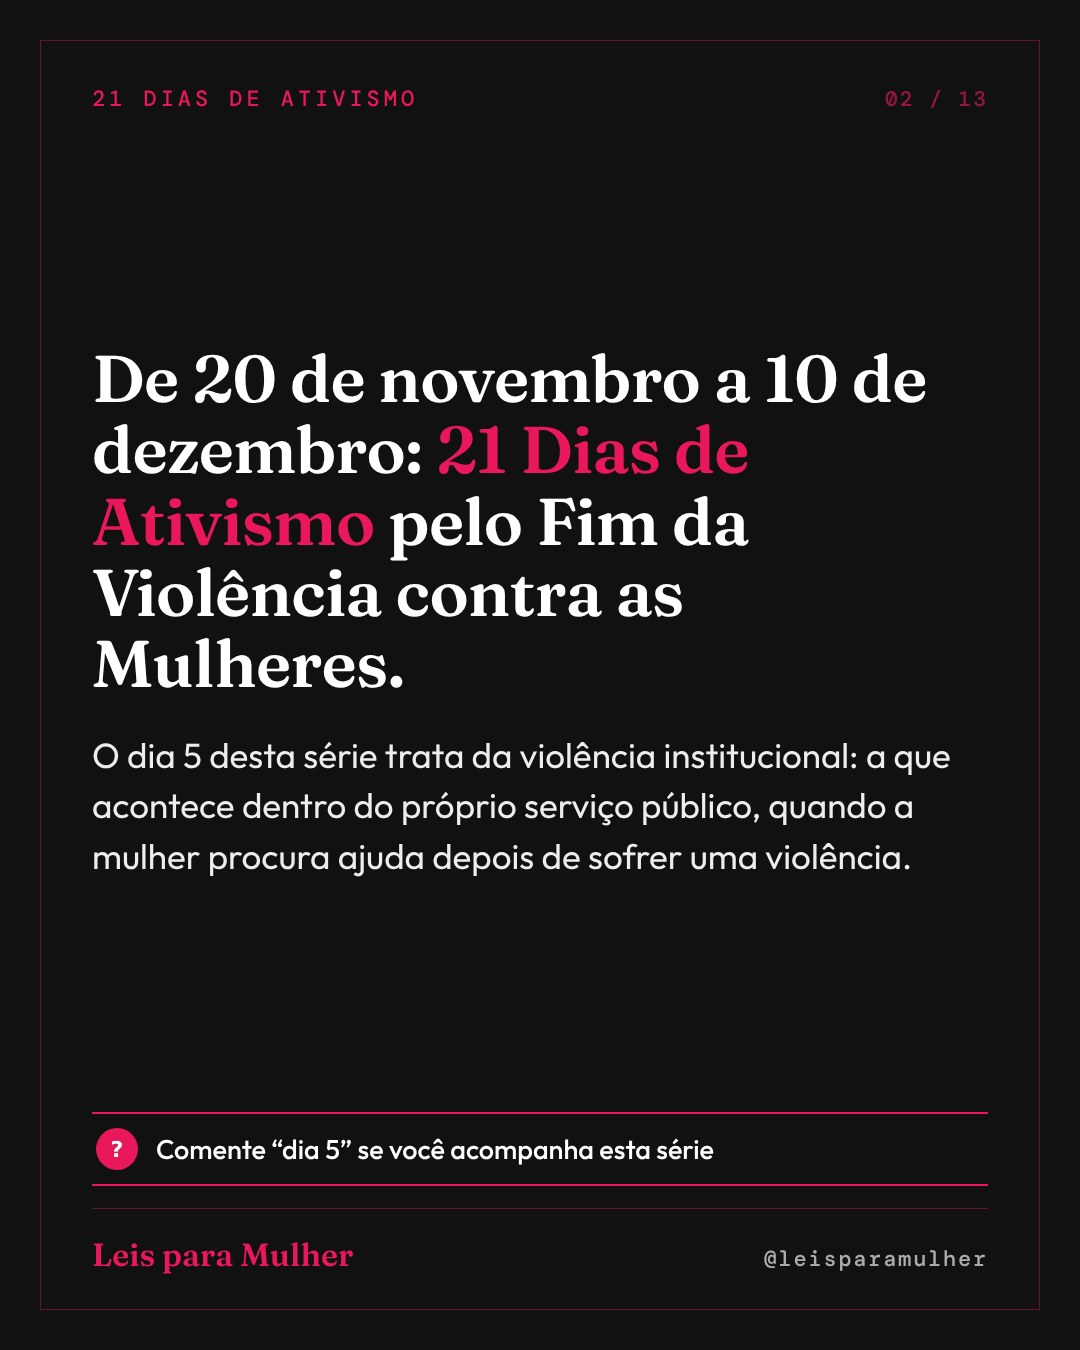 21 DIAS DE ATIVISMO
02 / 13
De 20 de novembro a 10 de
dezembro: 21 Dias de
Ativismo pelo Fim da
Violência contra as
Mulheres.
O dia 5 desta série trata da violência institucional: a que
acontece dentro do próprio serviço público, quando a
mulher procura ajuda depois de sofrer uma violência.
? Comente “dia 5” se você acompanha esta série
Leis para Mulher
@leisparamulher